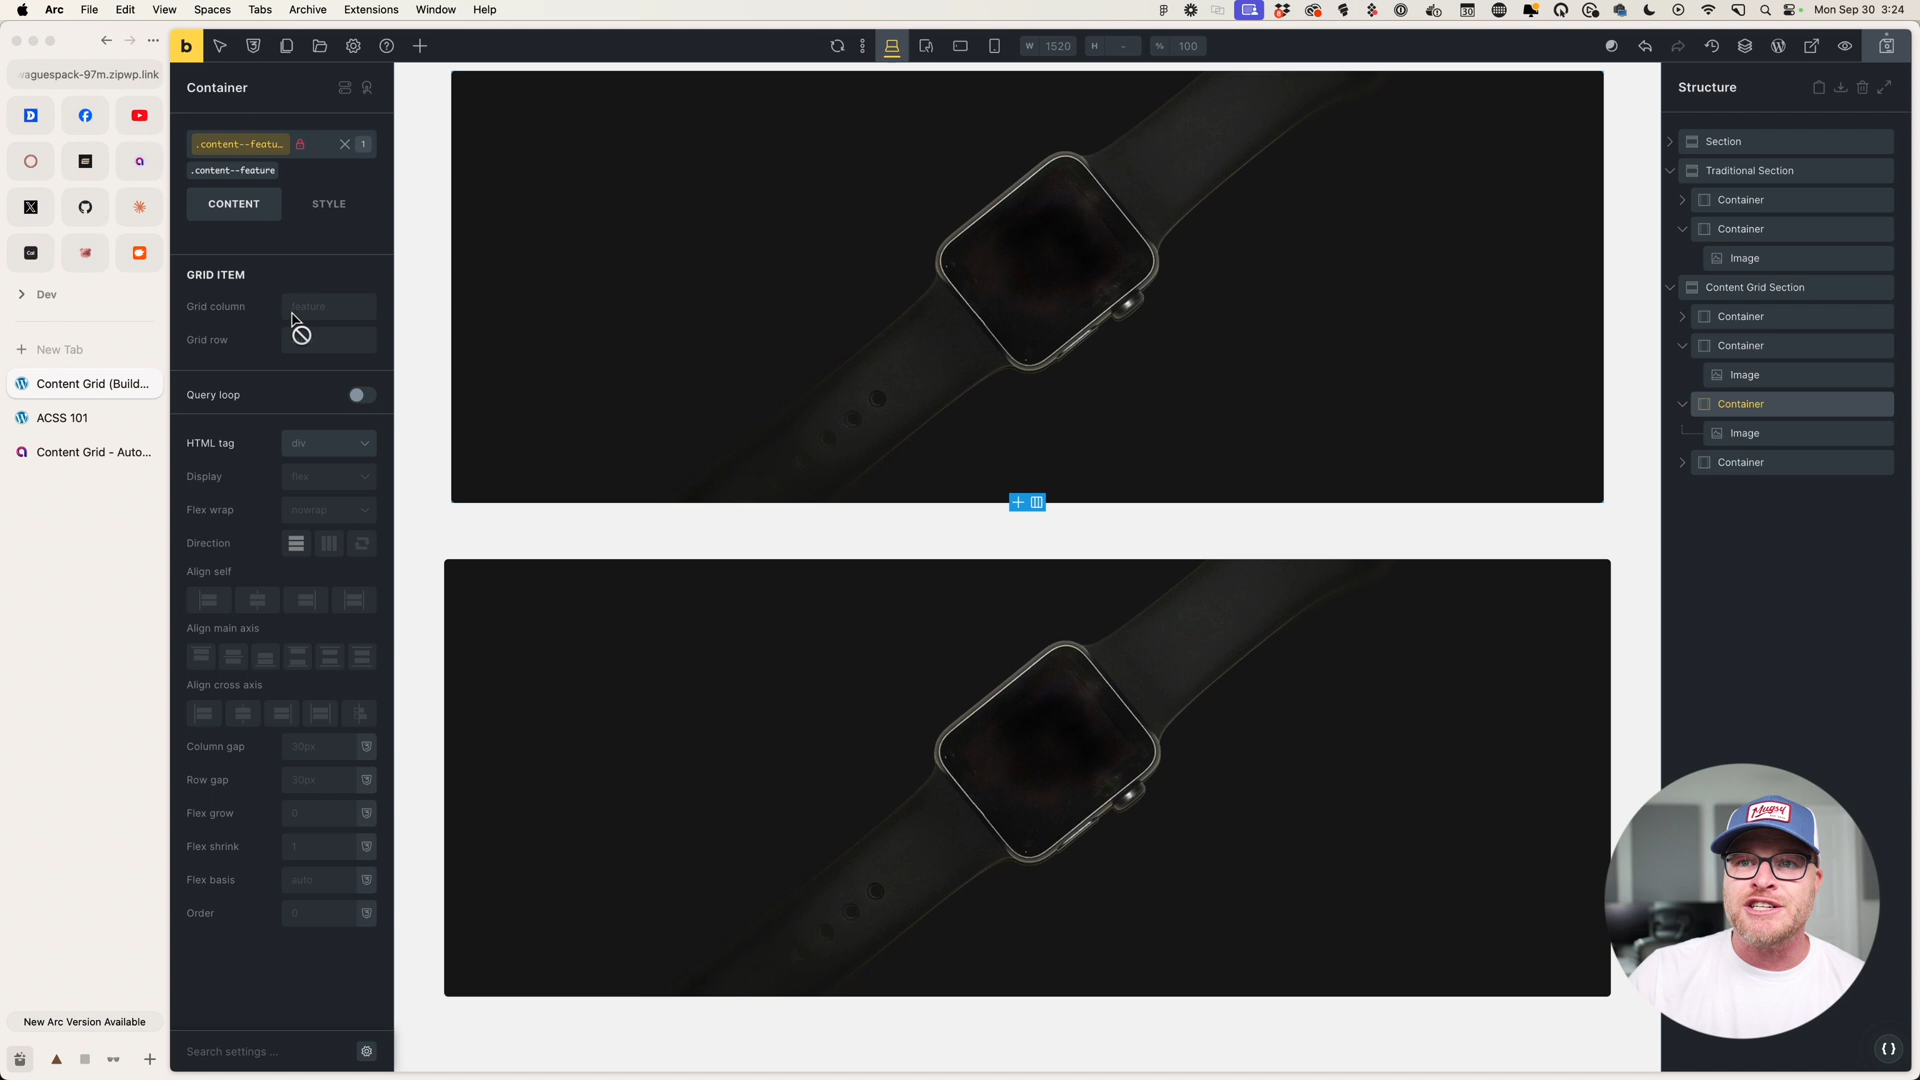 Arc File Edit View Spaces Tabs Archive Extensions Window Help
30
Mon Sep 30 3:24
vaguespack-97m.zipwp.link
Dev
New Tab
Content Grid (Build...
ACSS 101
Content Grid - Auto...
New Arc Version Available
b
W 1520 H - % 100
Container
.content--featu... 1
.content--feature
CONTENT STYLE
GRID ITEM
Grid column feature
Grid row
Query loop
HTML tag div
Display flex
Flex wrap nowrap
Direction
Align self
Align main axis
Align cross axis
Column gap 30px
Row gap 30px
Flex grow 0
Flex shrink 1
Flex basis auto
Order 0
Search settings ...
Structure
Section
Traditional Section
Container
Container
Image
Content Grid Section
Container
Container
Image
Container
Image
Container
Mugsy
{ }